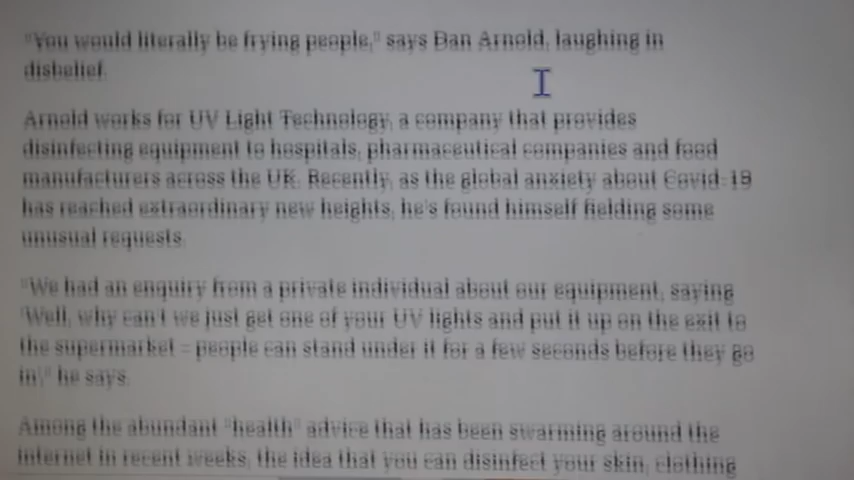 "You would literally be frying people," says Dan Arnold, laughing in
disbelief.
Arnold works for UV Light Technology, a company that provides
disinfecting equipment to hospitals, pharmaceutical companies and food
manufacturers across the UK. Recently, as the global anxiety about Covid-19
has reached extraordinary new heights, he's found himself fielding some
unusual requests.
"We had an enquiry from a private individual about our equipment, saying
'Well, why can't we just get one of your UV lights and put it up on the exit to
the supermarket – people can stand under it for a few seconds before they go
in'," he says.
Among the abundant "health" advice that has been swarming around the
internet in recent weeks, the idea that you can disinfect your skin, clothing